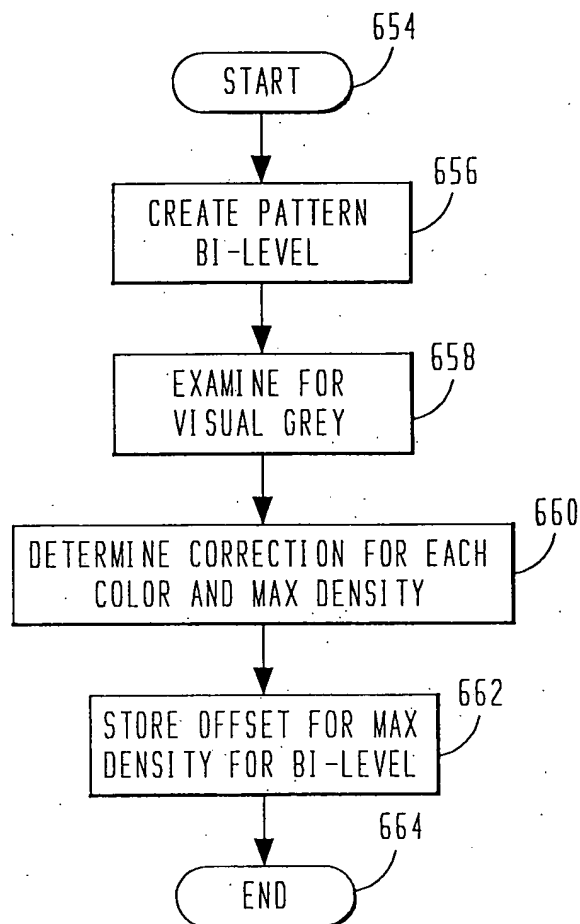 654
START
656
CREATE PATTERN
BI-LEVEL
658
EXAMINE FOR
VISUAL GREY
660
DETERMINE CORRECTION FOR EACH
COLOR AND MAX DENSITY
662
STORE OFFSET FOR MAX
DENSITY FOR BI-LEVEL
664
END